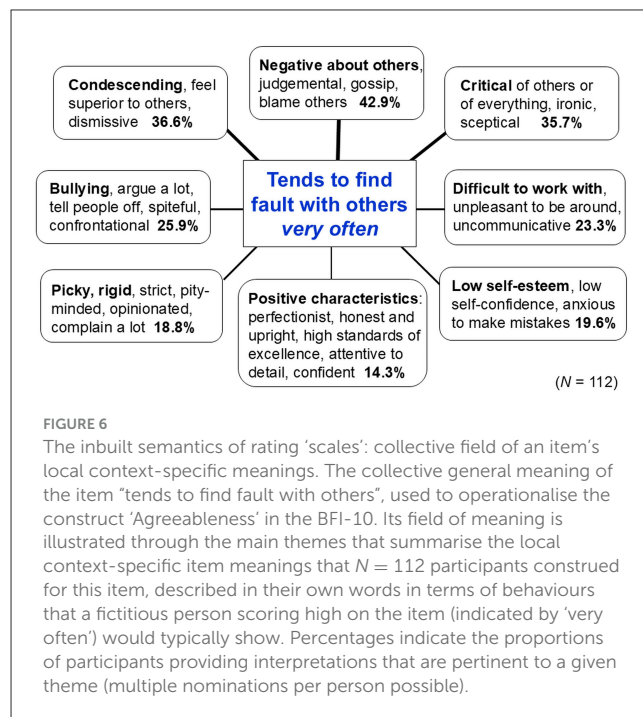 Negative about others,
judgemental, gossip,
blame others 42.9%
Condescending, feel
superior to others,
dismissive 36.6%
Critical of others or
of everything, ironic,
sceptical 35.7%
Bullying, argue a lot,
tell people off, spiteful,
confrontational 25.9%
Tends to find
fault with others
very often
Difficult to work with,
unpleasant to be around,
uncommunicative 23.3%
Picky, rigid, strict, pity-
minded, opinionated,
complain a lot 18.8%
Positive characteristics:
perfectionist, honest and
upright, high standards of
excellence, attentive to
detail, confident 14.3%
Low self-esteem, low
self-confidence, anxious
to make mistakes 19.6%
(N = 112)
FIGURE 6
The inbuilt semantics of rating ‘scales’: collective field of an item’s
local context-specific meanings. The collective general meaning of
the item “tends to find fault with others”, used to operationalise the
construct ‘Agreeableness’ in the BFI-10. Its field of meaning is
illustrated through the main themes that summarise the local
context-specific item meanings that N = 112 participants construed
for this item, described in their own words in terms of behaviours
that a fictitious person scoring high on the item (indicated by ‘very
often’) would typically show. Percentages indicate the proportions
of participants providing interpretations that are pertinent to a given
theme (multiple nominations per person possible).